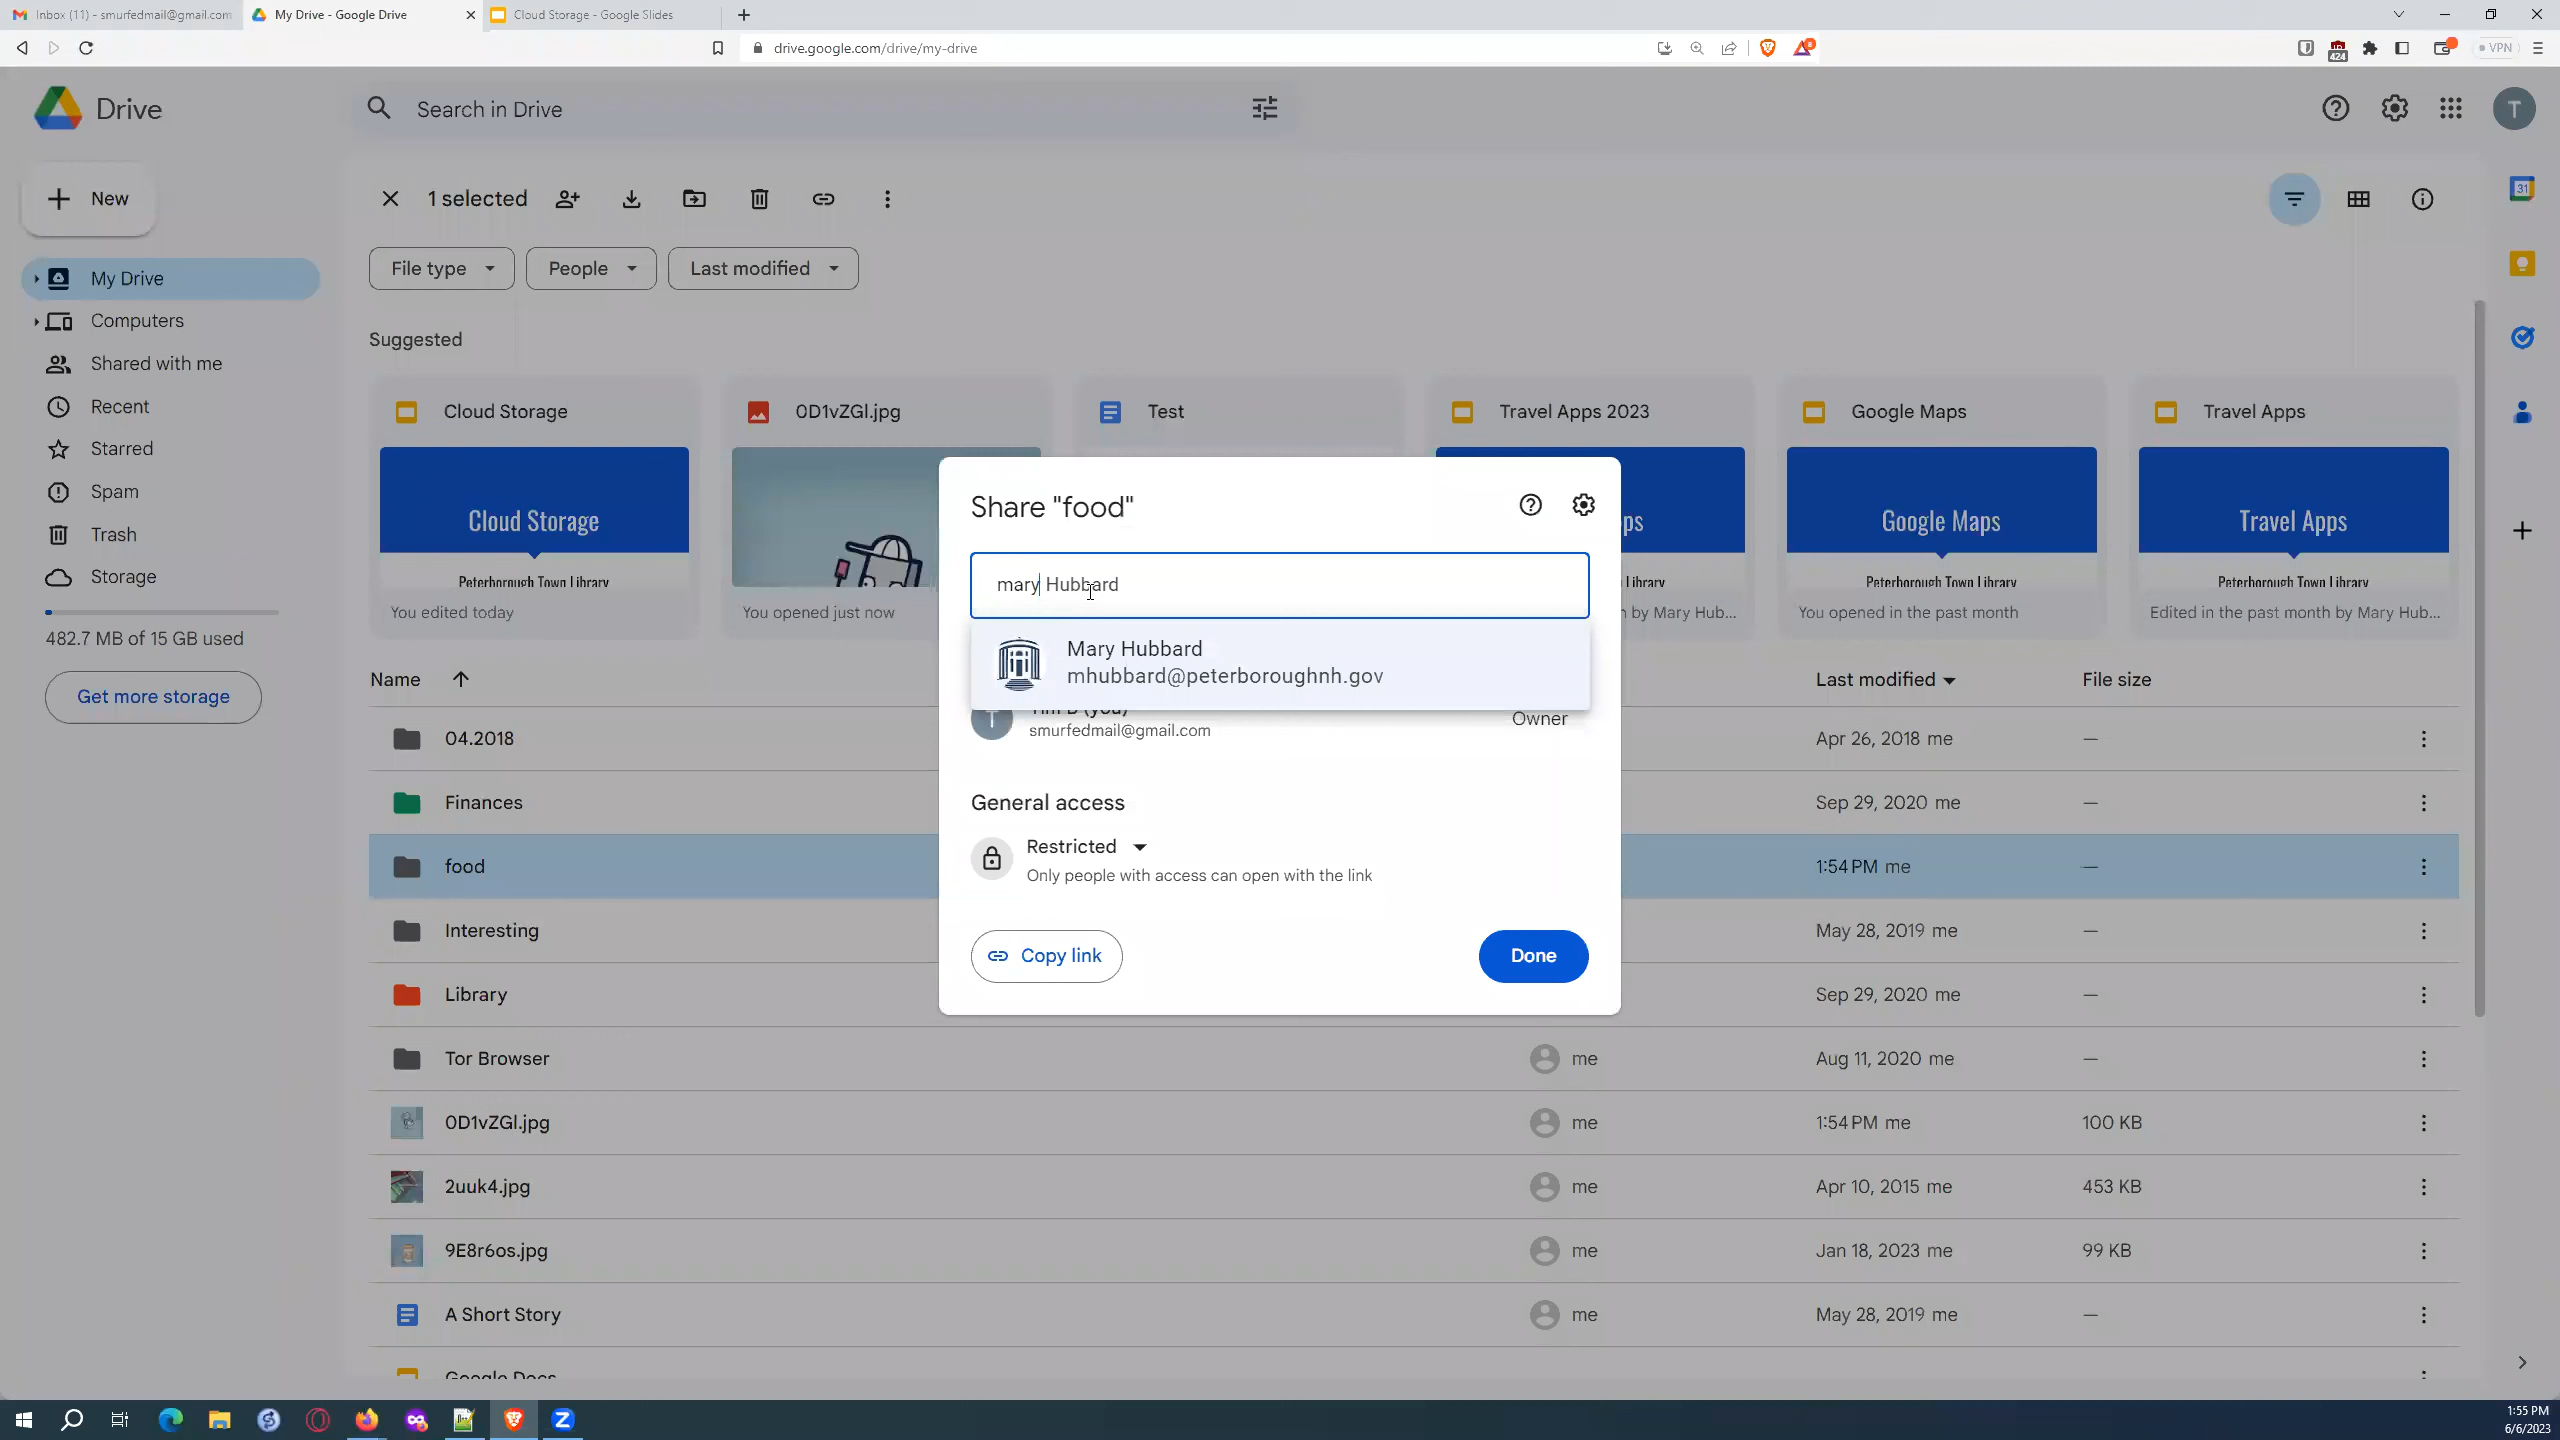 Inbox (11) - smurfedmail@gmail.com
My Drive - Google Drive
Cloud Storage - Google Slides
drive.google.com/drive/my-drive
8
424
VPN
Drive
Search in Drive
T
New
1 selected
31
My Drive
Computers
Shared with me
Recent
Starred
Spam
Trash
Storage
482.7 MB of 15 GB used
Get more storage
File type
People
Last modified
Suggested
Cloud Storage
0D1vZGl.jpg
Test
Travel Apps 2023
Google Maps
Travel Apps
Cloud Storage
Google Maps
Travel Apps
Peterborough Town Library
Peterborough Town Library
Peterborough Town Library
You edited today
You opened just now
by Mary Hub...
You opened in the past month
Edited in the past month by Mary Hub...
Share "food"
mary Hubbard
Mary Hubbard
mhubbard@peterboroughnh.gov
T
smurfedmail@gmail.com
Owner
General access
Restricted
Only people with access can open with the link
Copy link
Done
Name
Last modified
File size
04.2018
Apr 26, 2018 me
—
Finances
Sep 29, 2020 me
—
food
1:54 PM me
—
Interesting
May 28, 2019 me
—
Library
Sep 29, 2020 me
—
Tor Browser
me
Aug 11, 2020 me
—
0D1vZGl.jpg
me
1:54 PM me
100 KB
2uuk4.jpg
me
Apr 10, 2015 me
453 KB
9E8r6os.jpg
me
Jan 18, 2023 me
99 KB
A Short Story
me
May 28, 2019 me
—
Google Docs
1:55 PM
6/6/2023